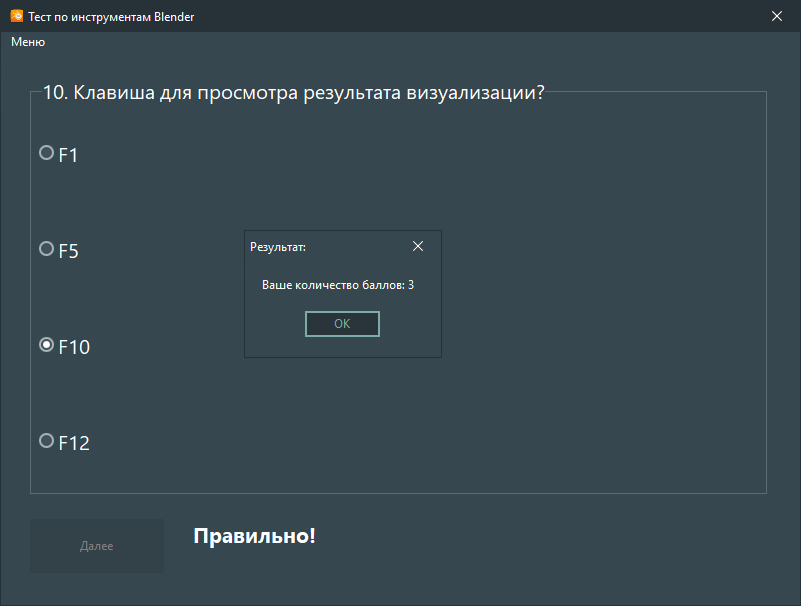 Тест по инструментам Blender
Меню
10. Клавиша для просмотра результата визуализации?
F1
F5
Результат:
Ваше количество баллов: 3
OK
F10
F12
Далее
Правильно!